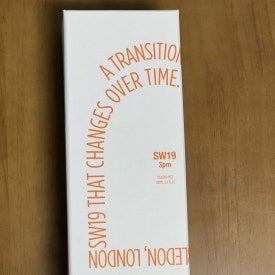 A TRANSITION
OVER TIME.
SW19 THAT CHANGES
LEDON, LONDON
SW19
3pm